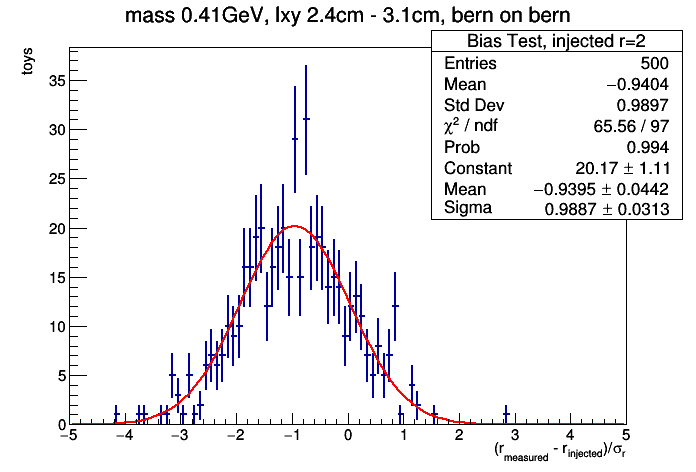 mass 0.41GeV, lxy 2.4cm - 3.1cm, bern on bern
Bias Test, injected r=2
Entries 500
Mean −0.9404
Std Dev 0.9897
χ² / ndf 65.56 / 97
Prob 0.994
Constant 20.17 ± 1.11
Mean −0.9395 ± 0.0442
Sigma 0.9887 ± 0.0313
toys
35
30
25
20
15
10
5
0
−5 −4 −3 −2 −1 0 1 2 3 4 5
(r_measured - r_injected)/σ_r